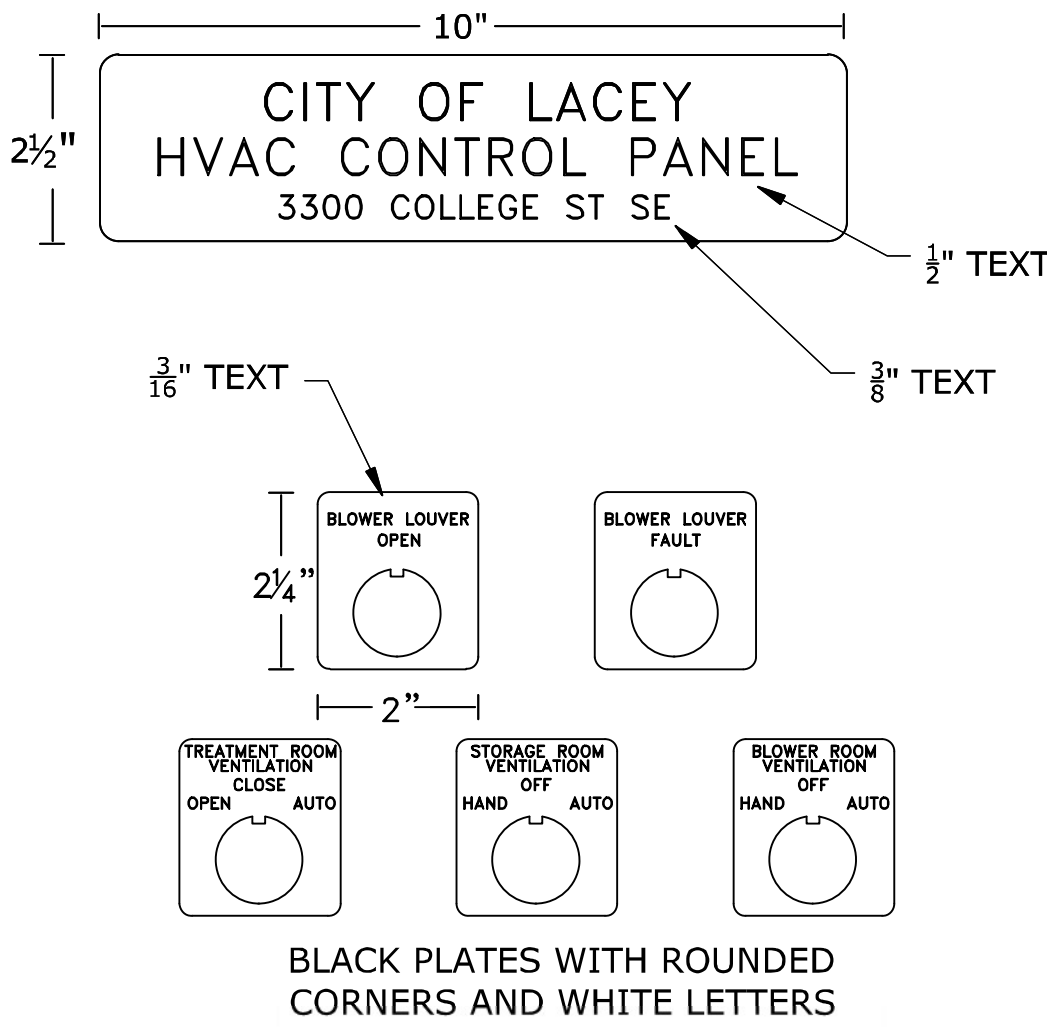 10"
2½"
CITY OF LACEY
HVAC CONTROL PANEL
3300 COLLEGE ST SE
½" TEXT
3/8" TEXT
3/16" TEXT
BLOWER LOUVER
OPEN
BLOWER LOUVER
FAULT
2¼”
2”
TREATMENT ROOM
VENTILATION
CLOSE
OPEN AUTO
STORAGE ROOM
VENTILATION
OFF
HAND AUTO
BLOWER ROOM
VENTILATION
OFF
HAND AUTO
BLACK PLATES WITH ROUNDED
CORNERS AND WHITE LETTERS